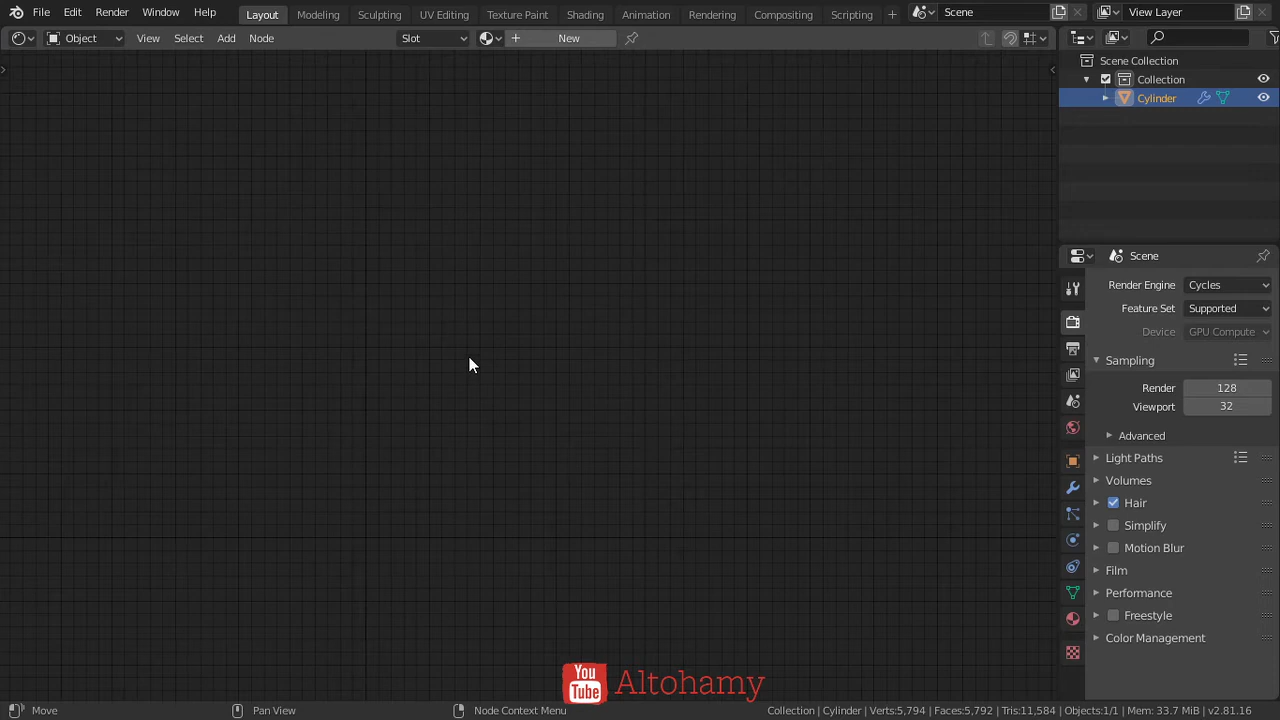 File Edit Render Window Help Layout Modeling Sculpting UV Editing Texture Paint Shading Animation Rendering Compositing Scripting + Scene View Layer
Object View Select Add Node Slot New
Scene Collection
Collection
Cylinder
Scene
Render Engine Cycles
Feature Set Supported
Device GPU Compute
Sampling
Render 128
Viewport 32
Advanced
Light Paths
Volumes
Hair
Simplify
Motion Blur
Film
Performance
Freestyle
Color Management
You
Tube Altohamy
Move Pan View Node Context Menu Collection | Cylinder | Verts:5,794 | Faces:5,792 | Tris:11,584 | Objects:1/1 | Mem: 33.7 MiB | v2.81.16